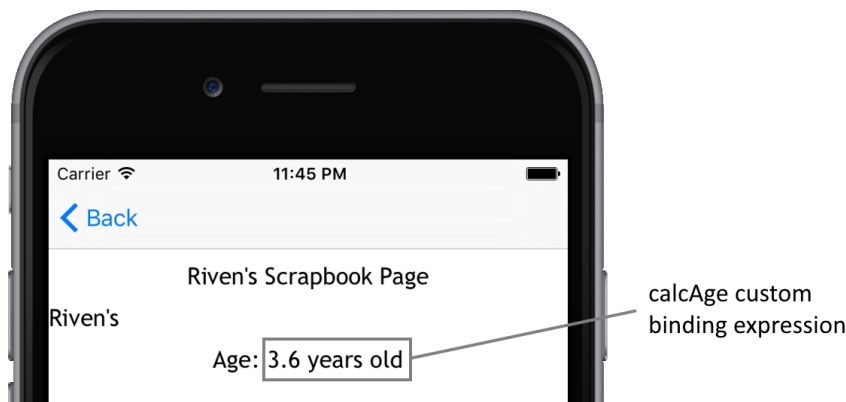 Carrier 11:45 PM
Back
Riven's Scrapbook Page
Riven's
Age: 3.6 years old
calcAge custom
binding expression